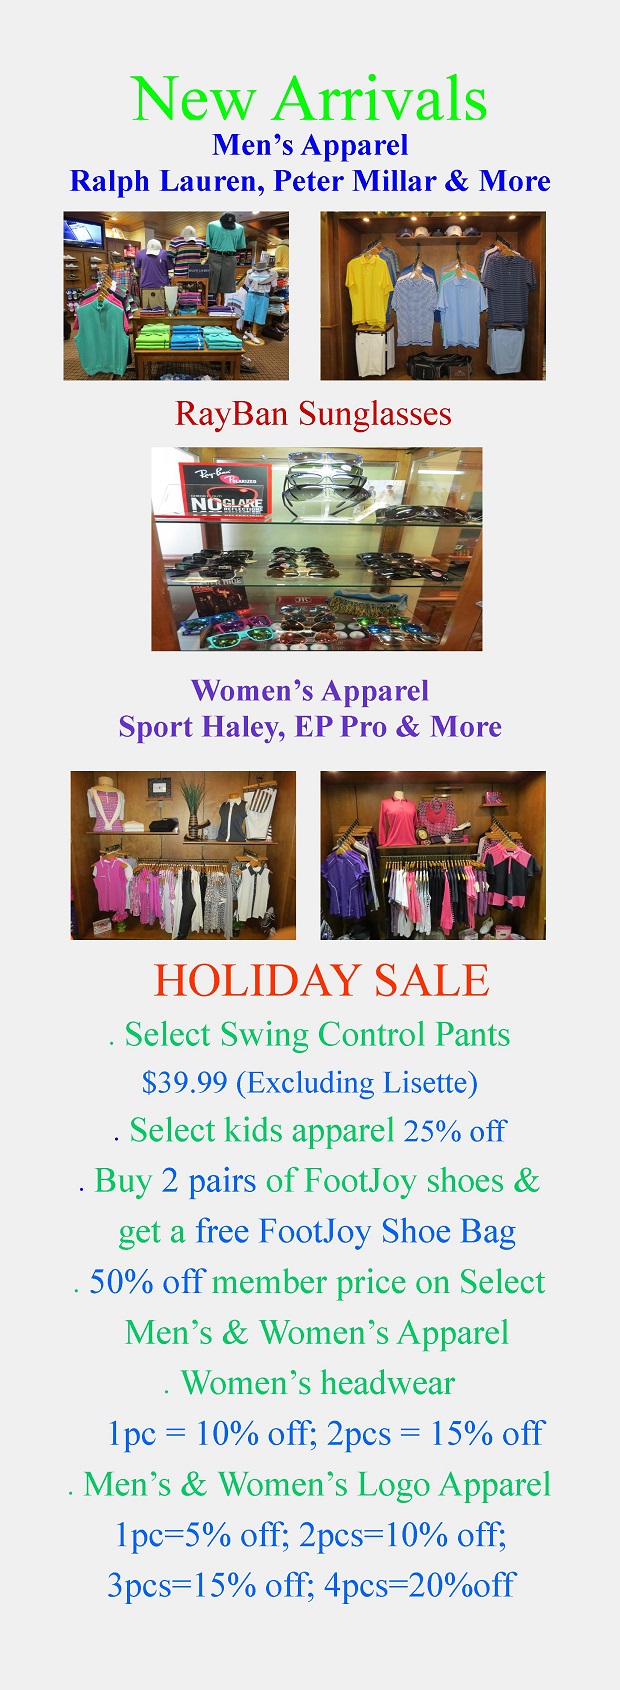 New Arrivals
Men's Apparel
Ralph Lauren, Peter Millar & More
RayBan Sunglasses
Ray-Ban
POLARIZED
NO GLARE
REFLECTIONS
Women's Apparel
Sport Haley, EP Pro & More
HOLIDAY SALE
. Select Swing Control Pants
$39.99 (Excluding Lisette)
. Select kids apparel 25% off
. Buy 2 pairs of FootJoy shoes &
get a free FootJoy Shoe Bag
. 50% off member price on Select
Men's & Women's Apparel
. Women's headwear
1pc = 10% off; 2pcs = 15% off
. Men's & Women's Logo Apparel
1pc=5% off; 2pcs=10% off;
3pcs=15% off; 4pcs=20%off